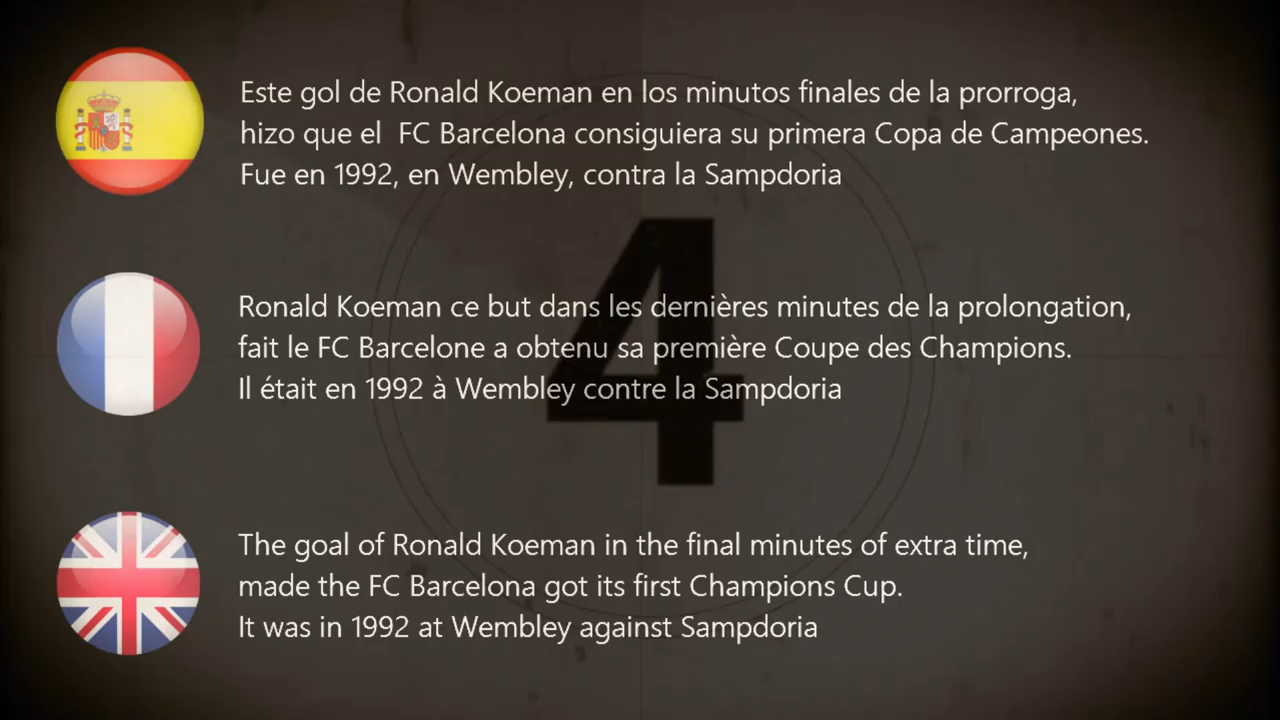 Este gol de Ronald Koeman en los minutos finales de la prorroga,
hizo que el  FC Barcelona consiguiera su primera Copa de Campeones.
Fue en 1992, en Wembley, contra la Sampdoria
Ronald Koeman ce but dans les dernières minutes de la prolongation,
fait le FC Barcelone a obtenu sa première Coupe des Champions.
Il était en 1992 à Wembley contre la Sampdoria
4
The goal of Ronald Koeman in the final minutes of extra time,
made the FC Barcelona got its first Champions Cup.
It was in 1992 at Wembley against Sampdoria